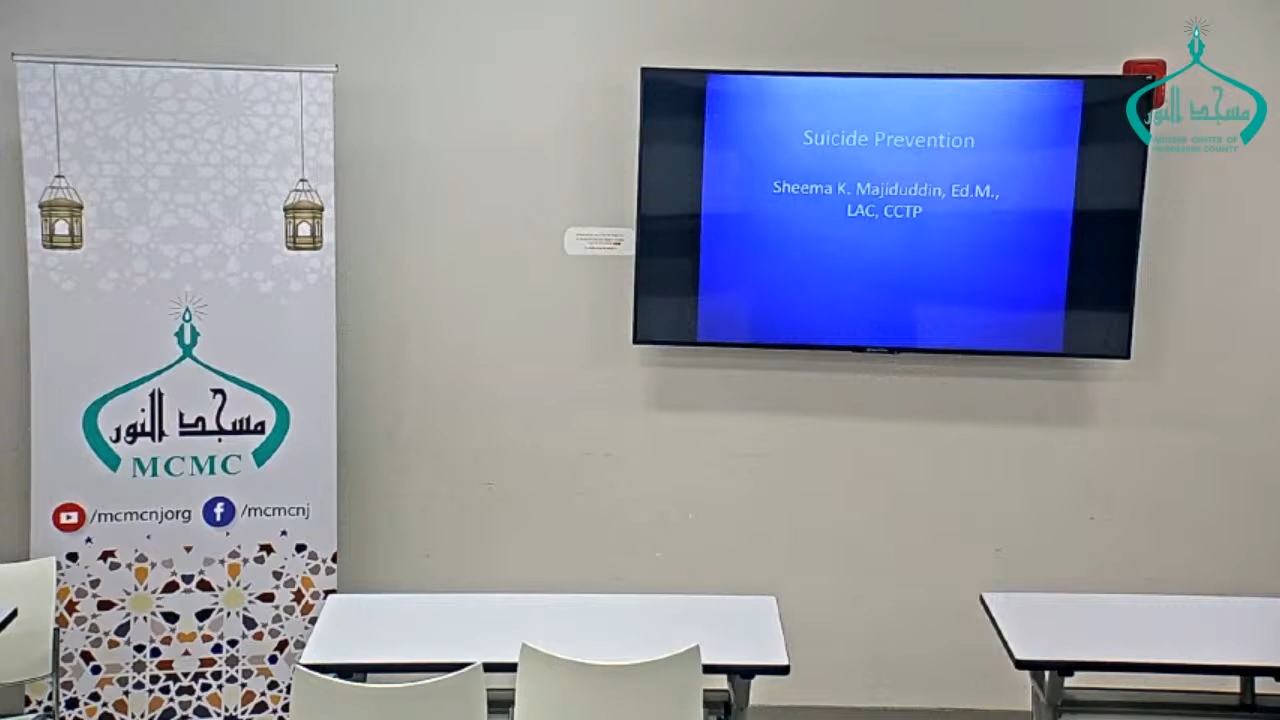 مسجد النور
MCMC
/mcmcnjorg
/mcmcnj
Suicide Prevention
Sheema K. Majiduddin, Ed.M.,
LAC, CCTP
مسجد النور